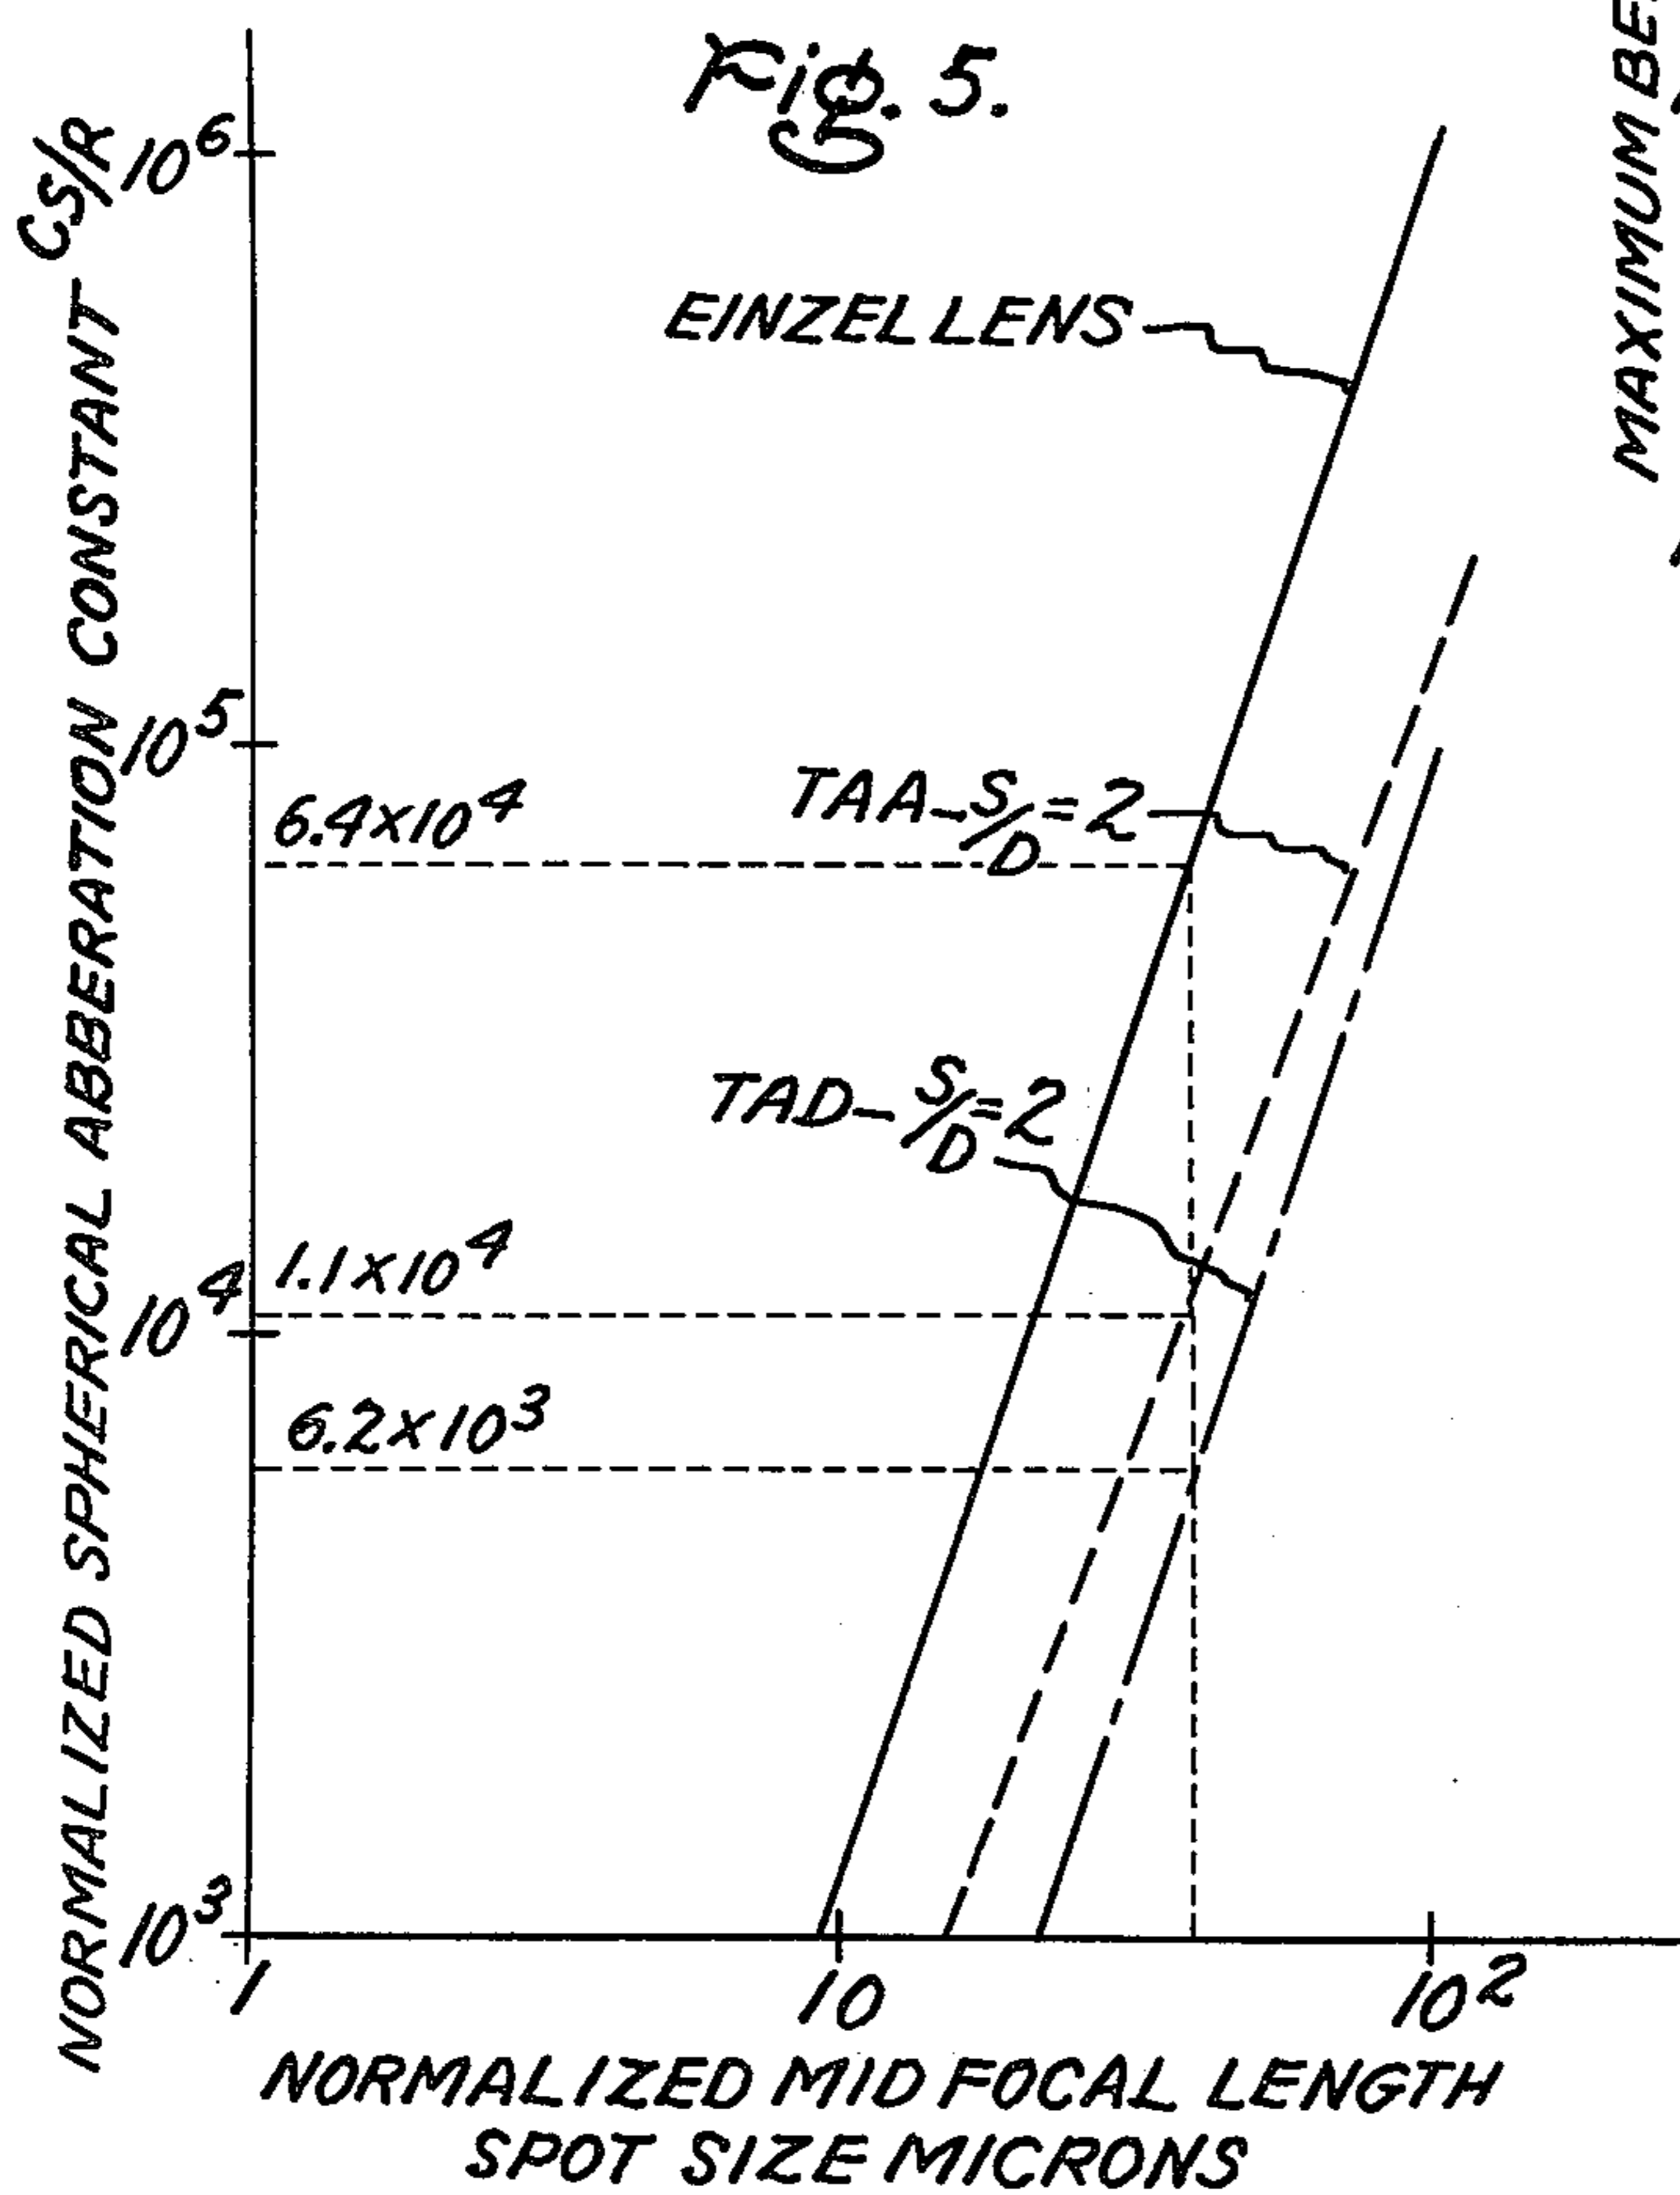 Fig. 5.
MAXIMUM BE
NORMALIZED SPHERICAL ABBERATION CONSTANT CS/R
10^6
EINZEL LENS
10^5
6.4X10^4
TAA-S/D=2
TAD-S/D=2
1.1X10^4
10^4
6.2X10^3
10^3
1
10
10^2
NORMALIZED MID FOCAL LENGTH
SPOT SIZE MICRONS